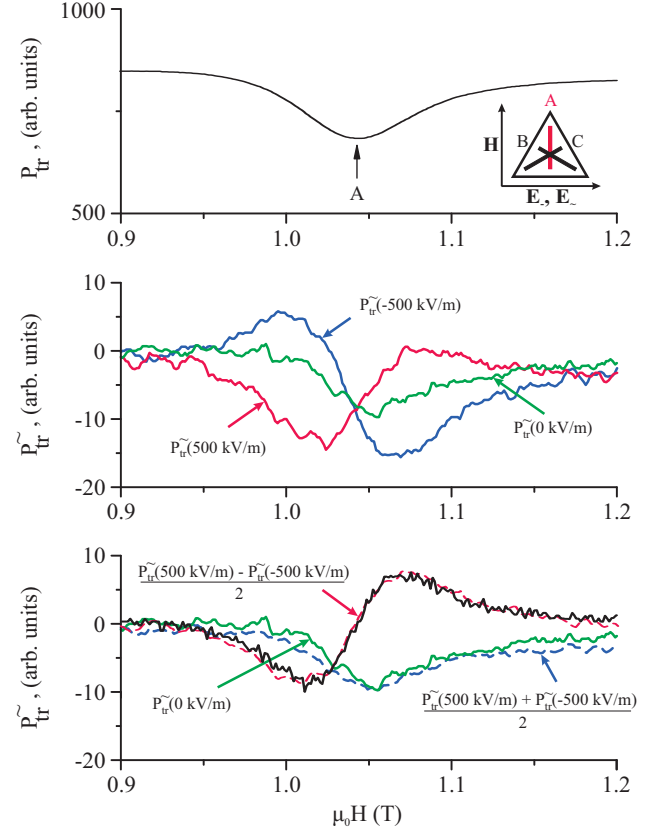 1000
P_tr , (arb. units)
500
A
H
A
B
C
E_-, E_~
0.9
1.0
1.1
1.2
10
0
-10
-20
P_tr^~ , (arb. units)
P_tr^~(-500 kV/m)
P_tr^~(500 kV/m)
P_tr^~(0 kV/m)
0.9
1.0
1.1
1.2
10
0
-10
-20
P_tr^~ , (arb. units)
P_tr^~(500 kV/m) - P_tr^~(-500 kV/m)
2
P_tr^~(0 kV/m)
P_tr^~(500 kV/m) + P_tr^~(-500 kV/m)
2
0.9
1.0
1.1
1.2
μ₀H (T)